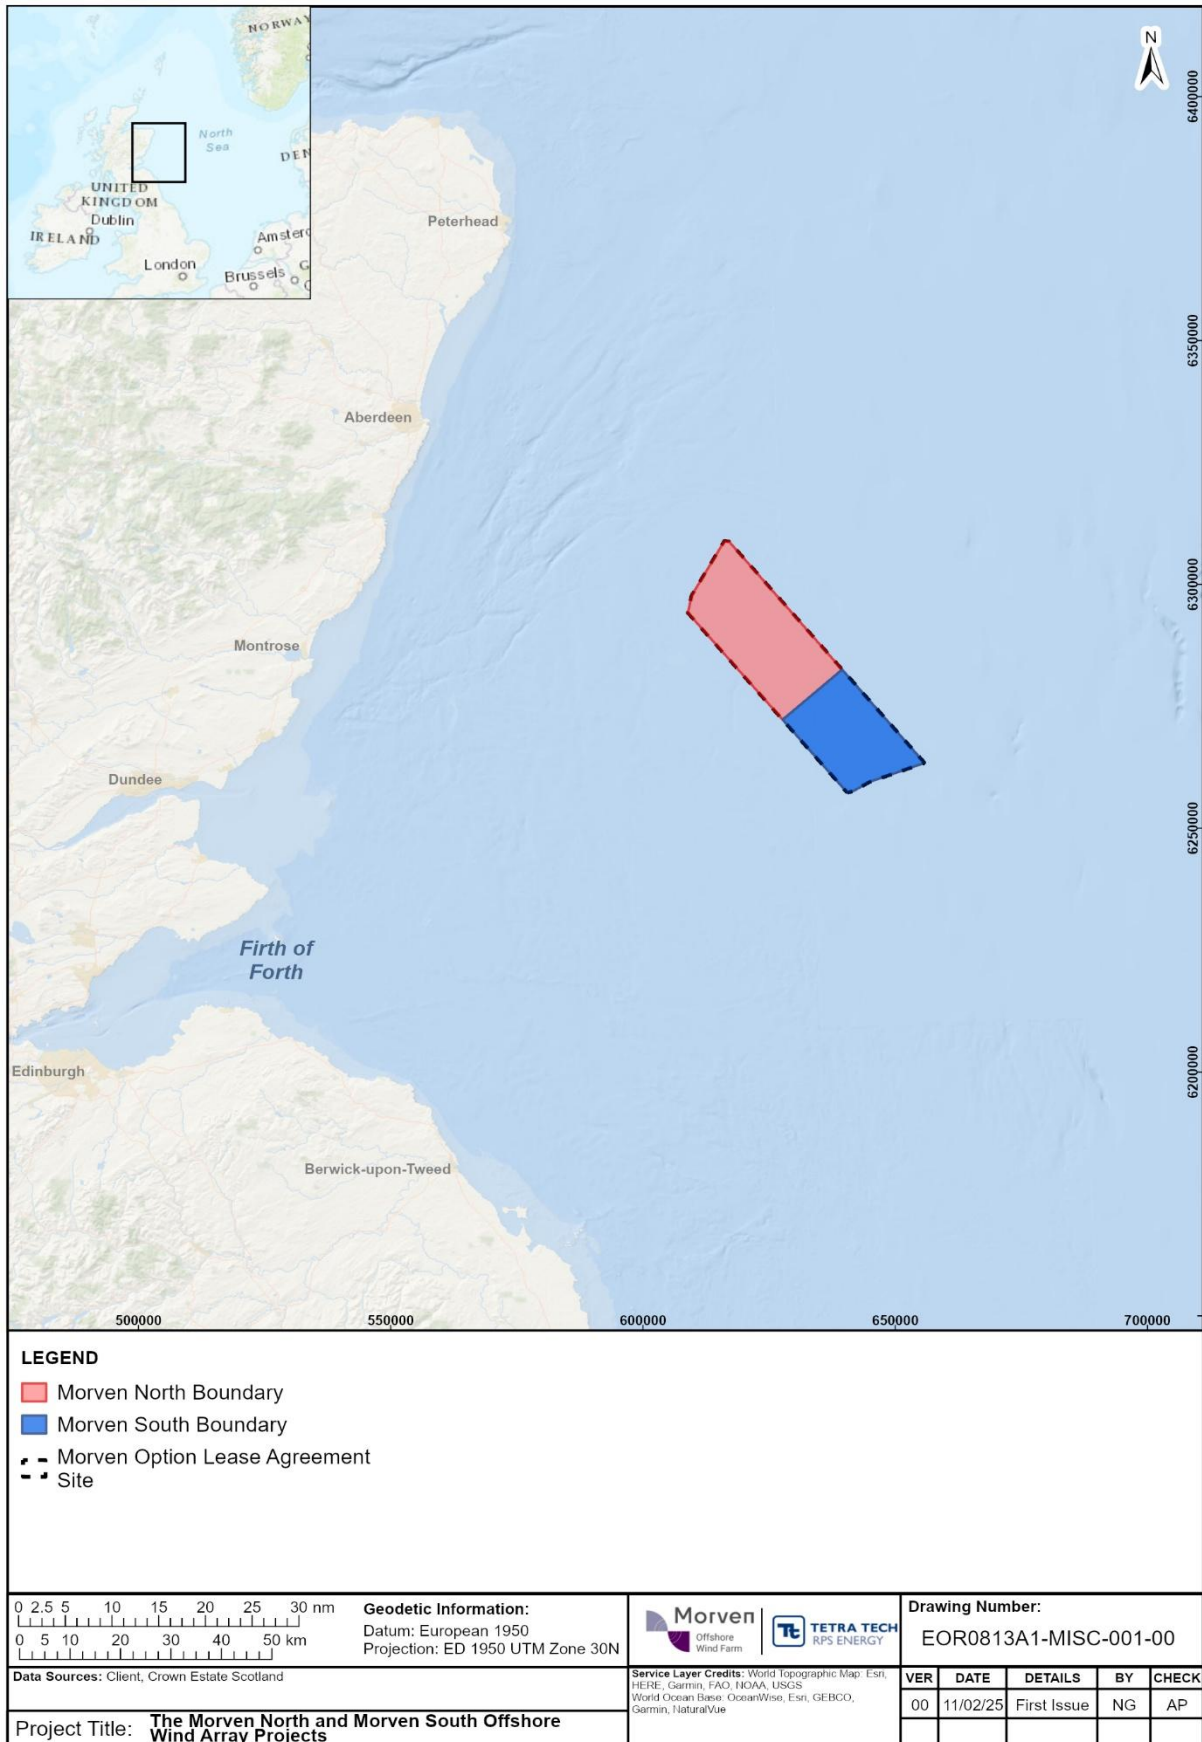 NORWAY
North
Sea
DEN
UNITED
KINGDOM
Dublin
IRELAND
Amster
London
Brussels
G
N
Peterhead
Aberdeen
Montrose
Dundee
Firth of
Forth
Edinburgh
Berwick-upon-Tweed
6400000
6350000
6300000
6250000
6200000
500000
550000
600000
650000
700000
LEGEND
Morven North Boundary
Morven South Boundary
Morven Option Lease Agreement
Site
0 2.5 5 10 15 20 25 30 nm
0 5 10 20 30 40 50 km
Geodetic Information:
Datum: European 1950
Projection: ED 1950 UTM Zone 30N
Morven
Offshore
Wind Farm
Tt
TETRA TECH
RPS ENERGY
Drawing Number:
EOR0813A1-MISC-001-00
Data Sources: Client, Crown Estate Scotland
Service Layer Credits: World Topographic Map: Esri,
HERE, Garmin, FAO, NOAA, USGS
World Ocean Base: OceanWise, Esri, GEBCO,
Garmin, NaturalVue
VER DATE DETAILS BY CHECK
00 11/02/25 First Issue NG AP
Project Title: The Morven North and Morven South Offshore
Wind Array Projects